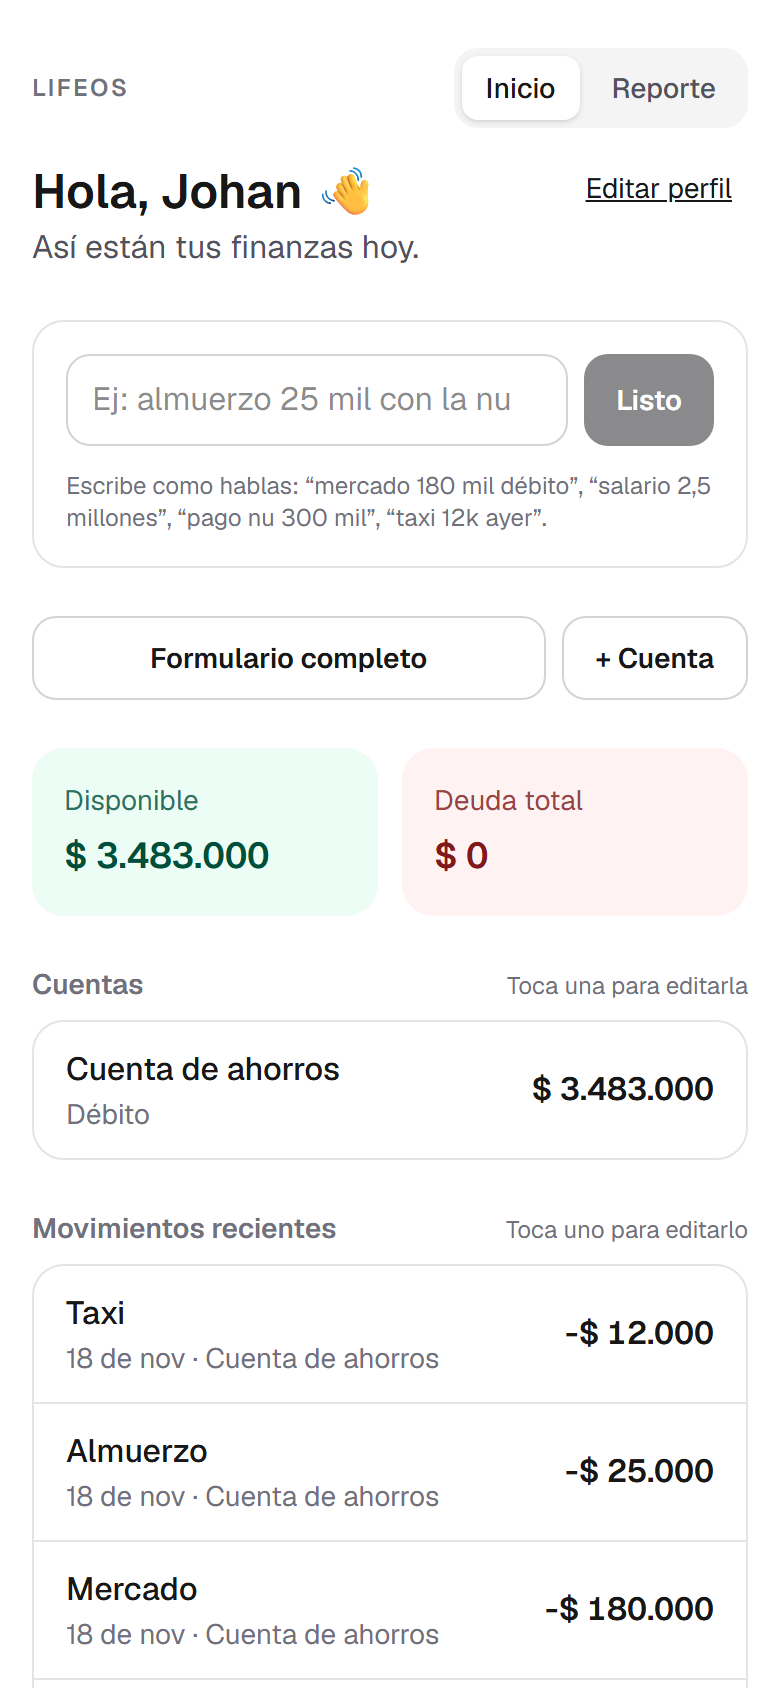 LIFEOS
Inicio
Reporte
Hola, Johan 👋
Editar perfil
Así están tus finanzas hoy.
Ej: almuerzo 25 mil con la nu
Listo
Escribe como hablas: “mercado 180 mil débito”, “salario 2,5
millones”, “pago nu 300 mil”, “taxi 12k ayer”.
Formulario completo
+ Cuenta
Disponible
$ 3.483.000
Deuda total
$ 0
Cuentas
Toca una para editarla
Cuenta de ahorros
Débito
$ 3.483.000
Movimientos recientes
Toca uno para editarlo
Taxi
18 de nov · Cuenta de ahorros
-$ 12.000
Almuerzo
18 de nov · Cuenta de ahorros
-$ 25.000
Mercado
18 de nov · Cuenta de ahorros
-$ 180.000